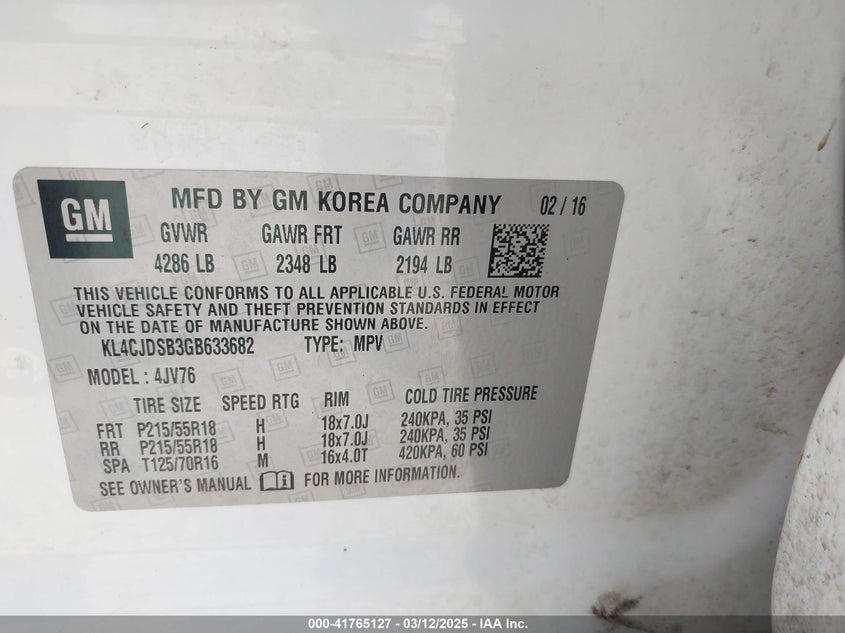 GM MFD BY GM KOREA COMPANY 02 / 16
GVWR GAWR FRT GAWR RR
4286 LB 2348 LB 2194 LB
THIS VEHICLE CONFORMS TO ALL APPLICABLE U.S. FEDERAL MOTOR
VEHICLE SAFETY AND THEFT PREVENTION STANDARDS IN EFFECT
ON THE DATE OF MANUFACTURE SHOWN ABOVE.
KL4CJDSB3GB633682 TYPE: MPV
MODEL : 4JV76
TIRE SIZE SPEED RTG RIM COLD TIRE PRESSURE
FRT P215/55R18 H 18x7.0J 240KPA, 35 PSI
RR P215/55R18 H 18x7.0J 240KPA, 35 PSI
SPA T125/70R16 M 16x4.0T 420KPA, 60 PSI
SEE OWNER'S MANUAL FOR MORE INFORMATION.
000-41765127 - 03/12/2025 - IAA Inc.